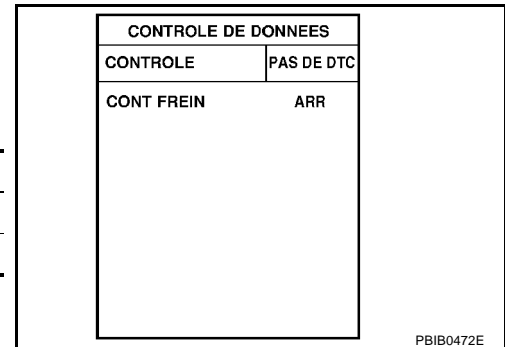 CONTROLE DE DONNEES
CONTROLE PAS DE DTC
CONT FREIN ARR
PBIB0472E